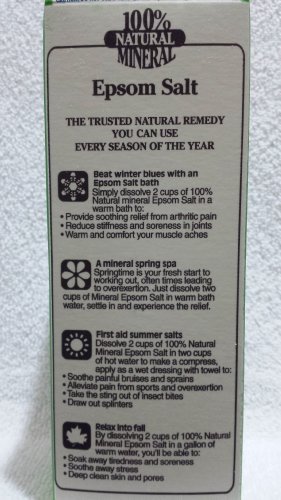 100%
NATURAL
MINERAL
Epsom Salt
THE TRUSTED NATURAL REMEDY
YOU CAN USE
EVERY SEASON OF THE YEAR
Beat winter blues with an
Epsom Salt bath
Simply dissolve 2 cups of 100%
Natural mineral Epsom Salt in a
warm bath to:
• Provide soothing relief from arthritic pain
• Reduce stiffness and soreness in joints
• Warm and comfort your muscle aches
A mineral spring spa
Springtime is your fresh start to
working out, often times leading
to overexertion. Just dissolve two
cups of Mineral Epsom Salt in warm bath
water, settle in and experience the relief.
First aid summer salts
Dissolve 2 cups of 100% Natural
Mineral Epsom Salt in two cups
of hot water to make a compress,
apply as a wet dressing with towel to:
• Soothe painful bruises and sprains
• Alleviate pain from sports and overexertion
• Take the sting out of insect bites
• Draw out splinters
Relax into fall
By dissolving 2 cups of 100% Natural
Mineral Epsom Salt in a gallon of
warm water, you'll be able to:
• Soak away tiredness and soreness
• Soothe away stress
• Deep clean skin and pores